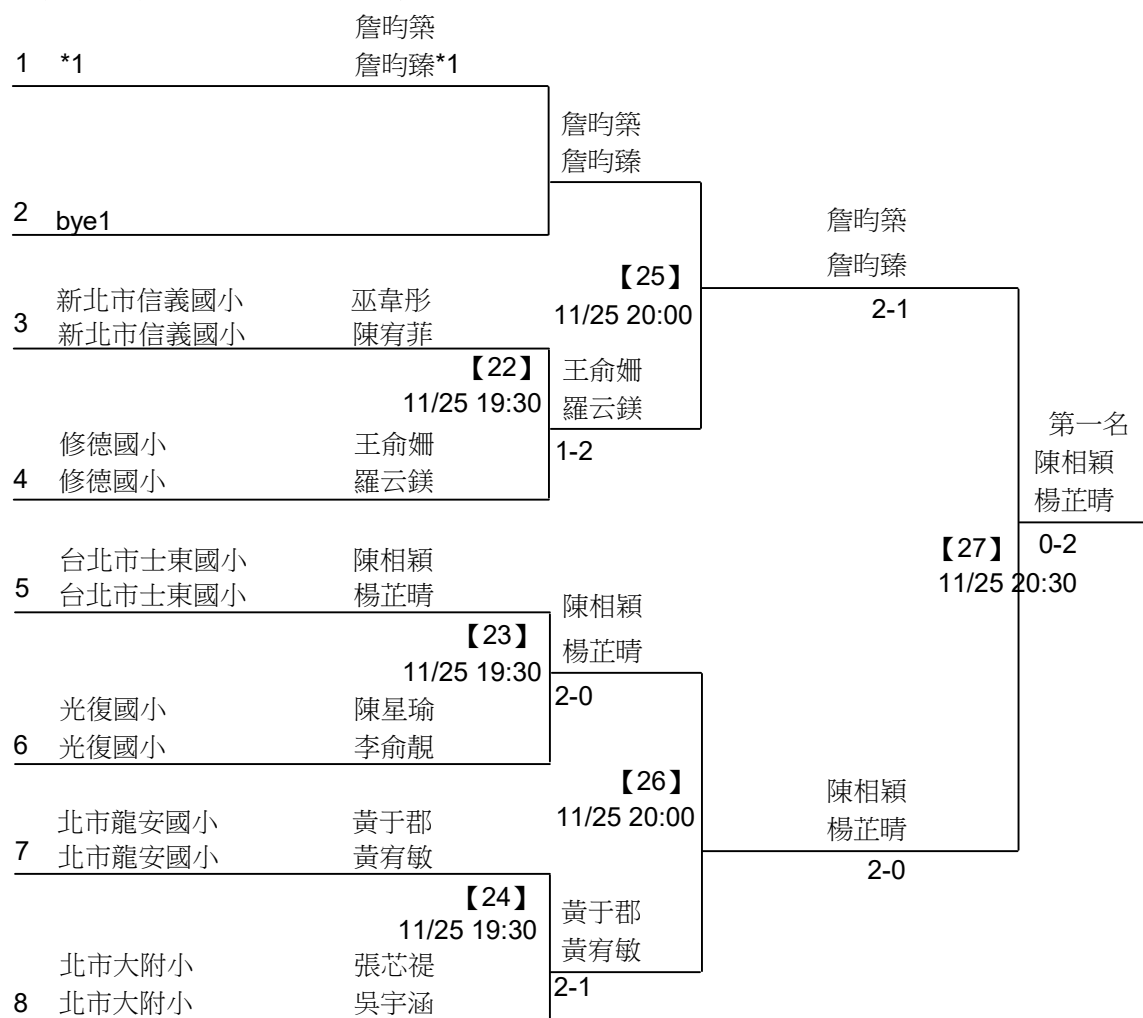 詹昀築
1 *1 詹昀臻*1
詹昀築
詹昀臻
2 bye1
詹昀築
詹昀臻
【25】
11/25 20:00
2-1
新北市信義國小 巫韋彤
3 新北市信義國小 陳宥菲
【22】
11/25 19:30
王俞姍
羅云鎂
1-2
修德國小 王俞姍
4 修德國小 羅云鎂
第一名
陳相穎
楊芷晴
【27】 0-2
11/25 20:30
台北市士東國小 陳相穎
5 台北市士東國小 楊芷晴
【23】
11/25 19:30
陳相穎
楊芷晴
2-0
光復國小 陳星瑜
6 光復國小 李俞靚
【26】
11/25 20:00
陳相穎
楊芷晴
2-0
北市龍安國小 黃于郡
7 北市龍安國小 黃宥敏
【24】
11/25 19:30
黃于郡
黃宥敏
2-1
北市大附小 張芯禔
8 北市大附小 吳宇涵